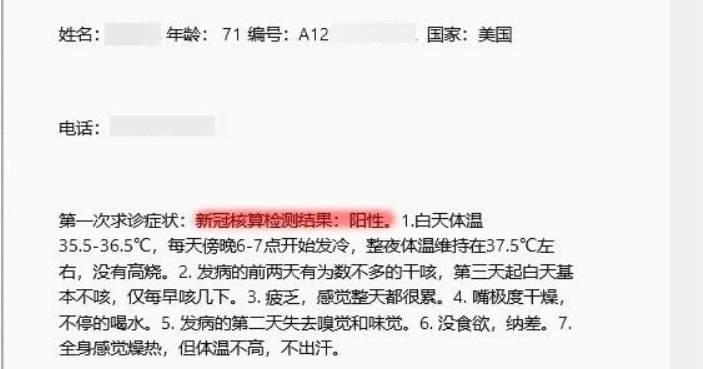 姓名： 年龄： 71 编号：A12 国家：美国
电话：
第一次求诊症状：新冠核算检测结果：阳性。1.白天体温
35.5-36.5℃，每天傍晚6-7点开始发冷，整夜体温维持在37.5℃左
右，没有高烧。2. 发病的前两天有为数不多的干咳，第三天起白天基
本不咳，仅每早咳几下。3. 疲乏，感觉整天都很累。4. 嘴极度干燥，
不停的喝水。5. 发病的第二天失去嗅觉和味觉。6. 没食欲，纳差。7.
全身感觉燥热，但体温不高，不出汗。